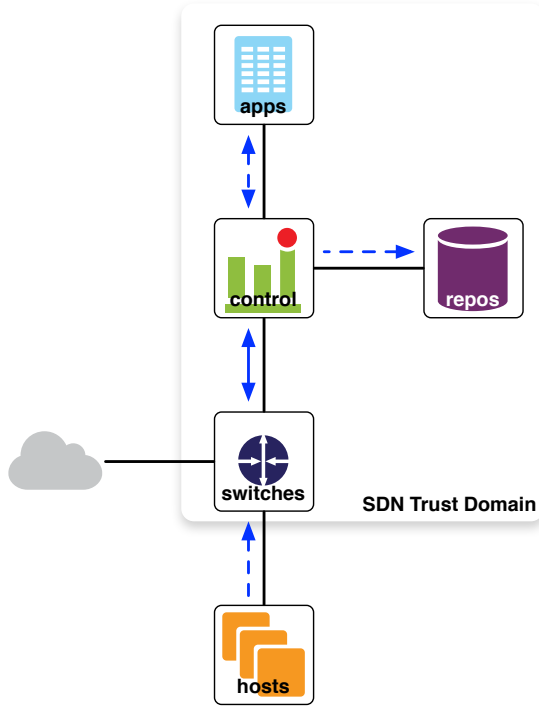 apps
control
repos
switches
SDN Trust Domain
hosts